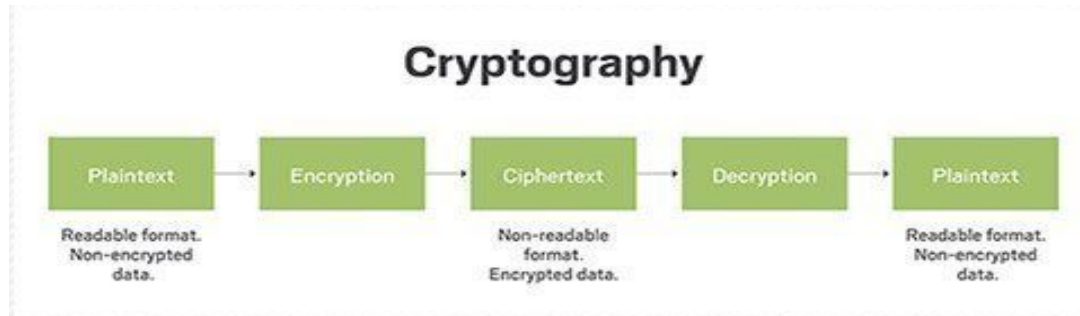 Cryptography
Plaintext
Encryption
Ciphertext
Decryption
Plaintext
Readable format.
Non-encrypted
data.
Non-readable
format.
Encrypted data.
Readable format.
Non-encrypted
data.